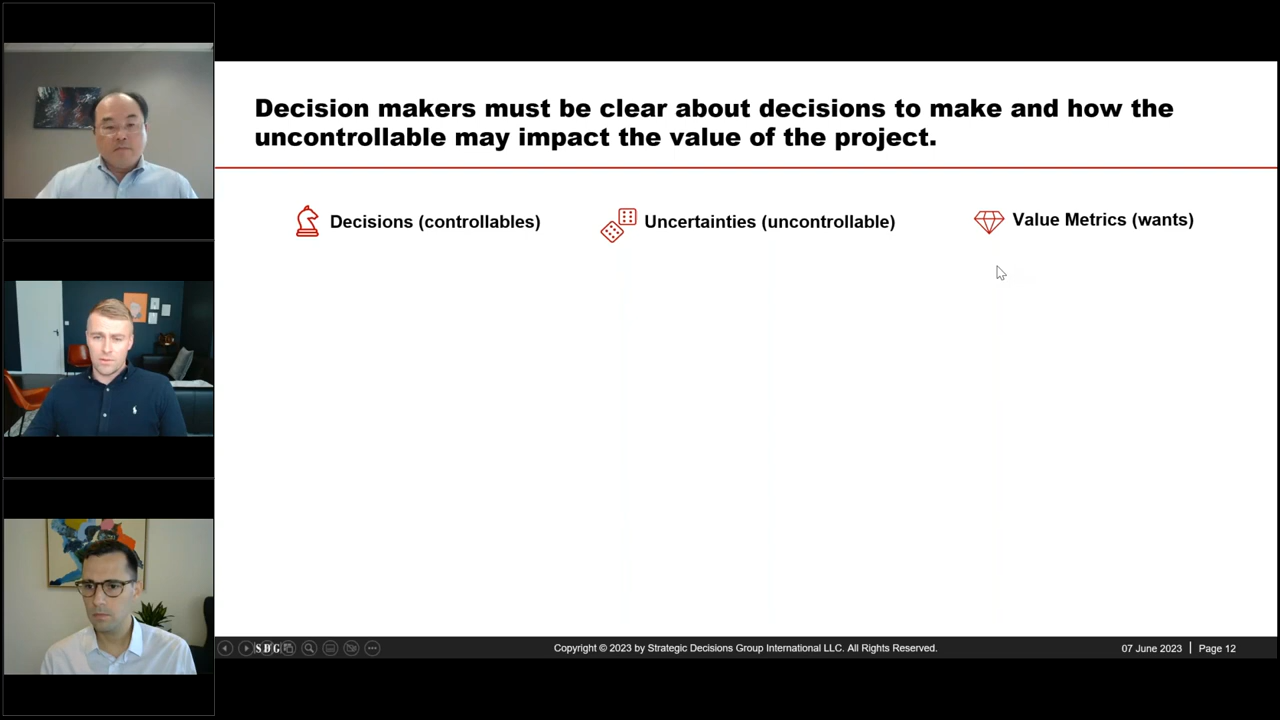 Decision makers must be clear about decisions to make and how the
uncontrollable may impact the value of the project.
Decisions (controllables)
Uncertainties (uncontrollable)
Value Metrics (wants)
SDG
Copyright © 2023 by Strategic Decisions Group International LLC. All Rights Reserved.
07 June 2023 | Page 12